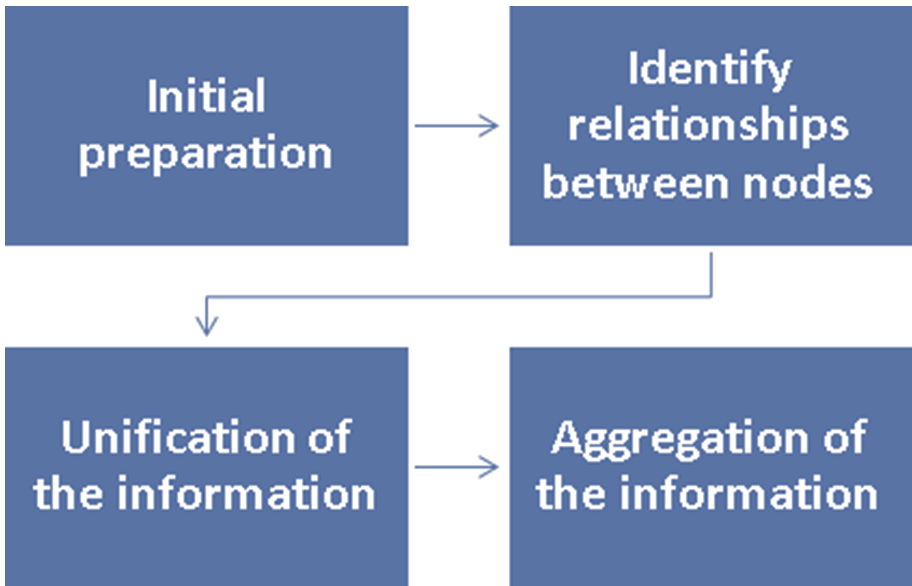 Initial
preparation
Identify
relationships
between nodes
Unification of
the information
Aggregation of
the information